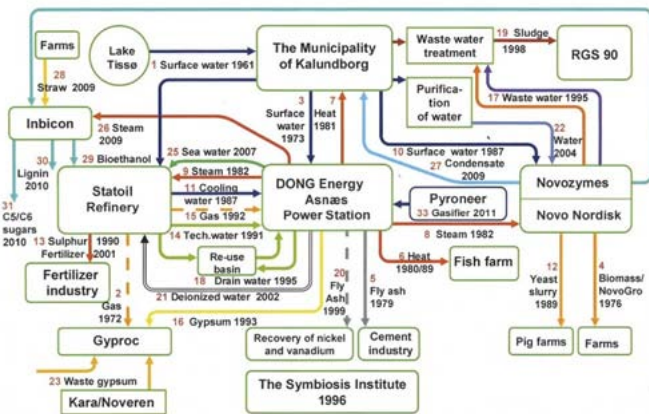 Farms
28
Straw 2009
Lake
Tissø
1 Surface water 1961
The Municipality
of Kalundborg
Waste water
treatment
19 Sludge
1998
RGS 90
17 Waste water 1995
Purifica-
tion
of water
22
Water
2004
Inbicon
26 Steam
2009
3
Surface
water
1973
7
Heat
1981
10 Surface water 1987
27 Condensate
2009
30
Lignin
2010
29 Bioethanol
25 Sea water 2007
31
C5/C6
sugars
2010
Statoil
Refinery
9 Steam 1982
11 Cooling
water 1987
15 Gas 1992
14 Tech.water 1991
DONG Energy
Asnæs
Power Station
Pyroneer
33 Gasifier 2011
8 Steam 1982
Novozymes
Novo Nordisk
13 Sulphur 1990
Fertilizer 2001
Fertilizer
industry
Re-use
basin
18 Drain water 1995
21 Deionized water 2002
20
Fly
Ash
1999
5
Fly ash
1979
6 Heat
1980/89
Fish farm
12
Yeast
slurry
1989
4
Biomass/
NovoGro
1976
2
Gas
1972
16 Gypsum 1993
Gyproc
Recovery of nickel
and vanadium
Cement
industry
Pig farms
Farms
23 Waste gypsum
Kara/Noveren
The Symbiosis Institute
1996